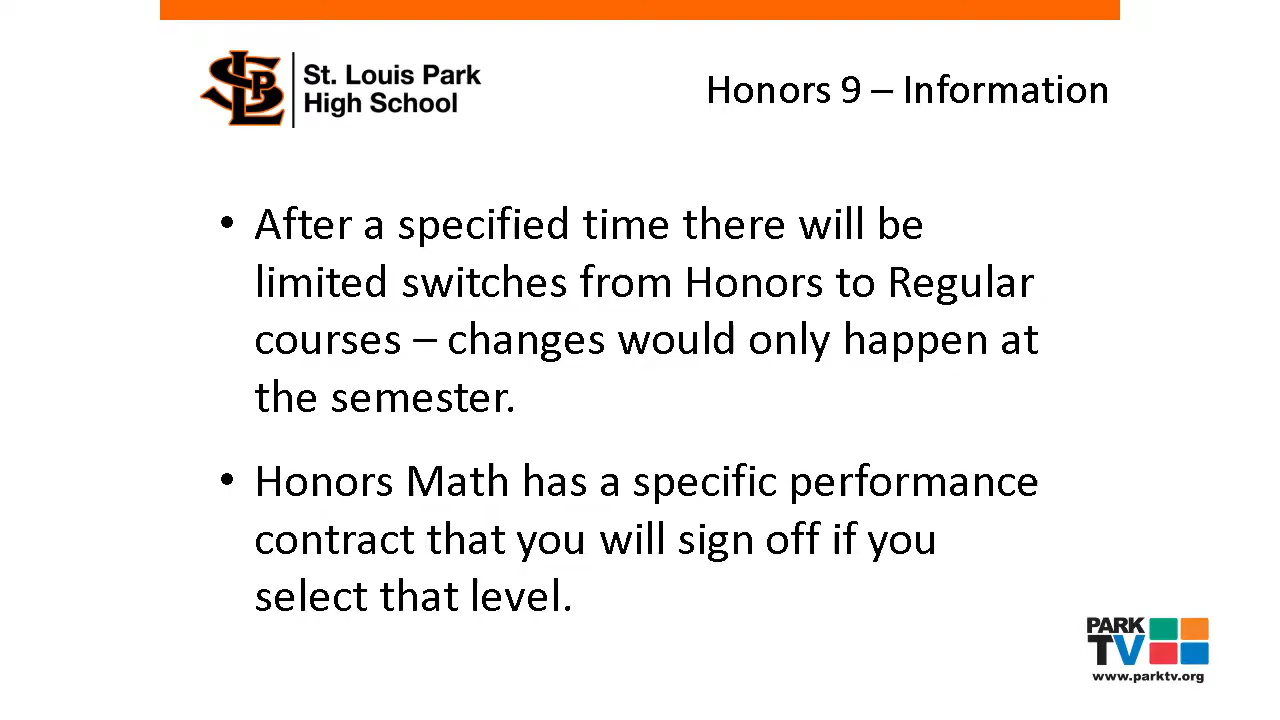 SLP
St. Louis Park
High School
Honors 9 – Information
• After a specified time there will be
limited switches from Honors to Regular
courses – changes would only happen at
the semester.
• Honors Math has a specific performance
contract that you will sign off if you
select that level.
PARK
TV
www.parktv.org